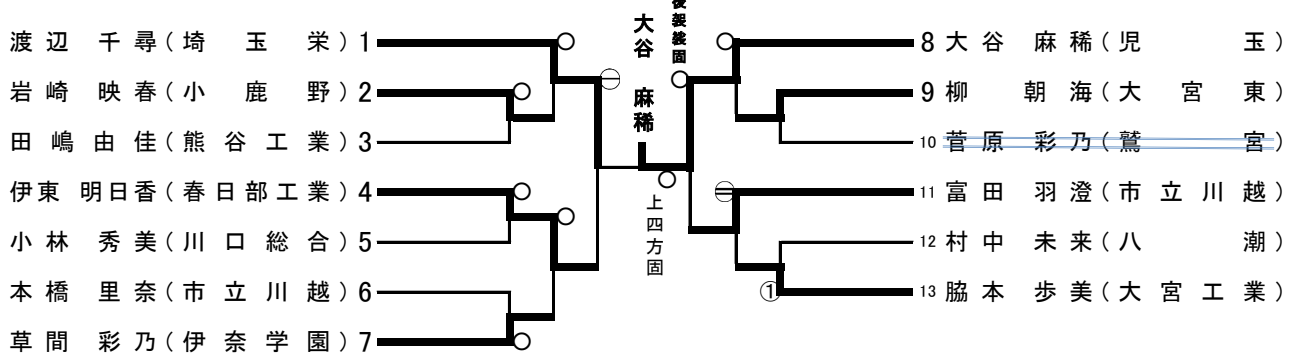 渡辺 千尋(埼玉栄) 1
岩崎 映春(小鹿野) 2
田嶋由佳(熊谷工業) 3
伊東 明日香(春日部工業) 4
小林 秀美(川口総合) 5
本橋 里奈(市立川越) 6
草間 彩乃(伊奈学園) 7
大谷 麻稀
後袈裟固
上四方固
8 大谷 麻稀(児玉)
9 柳 朝海(大宮東)
10 菅原 彩乃(鷲宮)
11 富田 羽澄(市立川越)
12 村中 未来(八潮)
①
13 脇本 歩美(大宮工業)